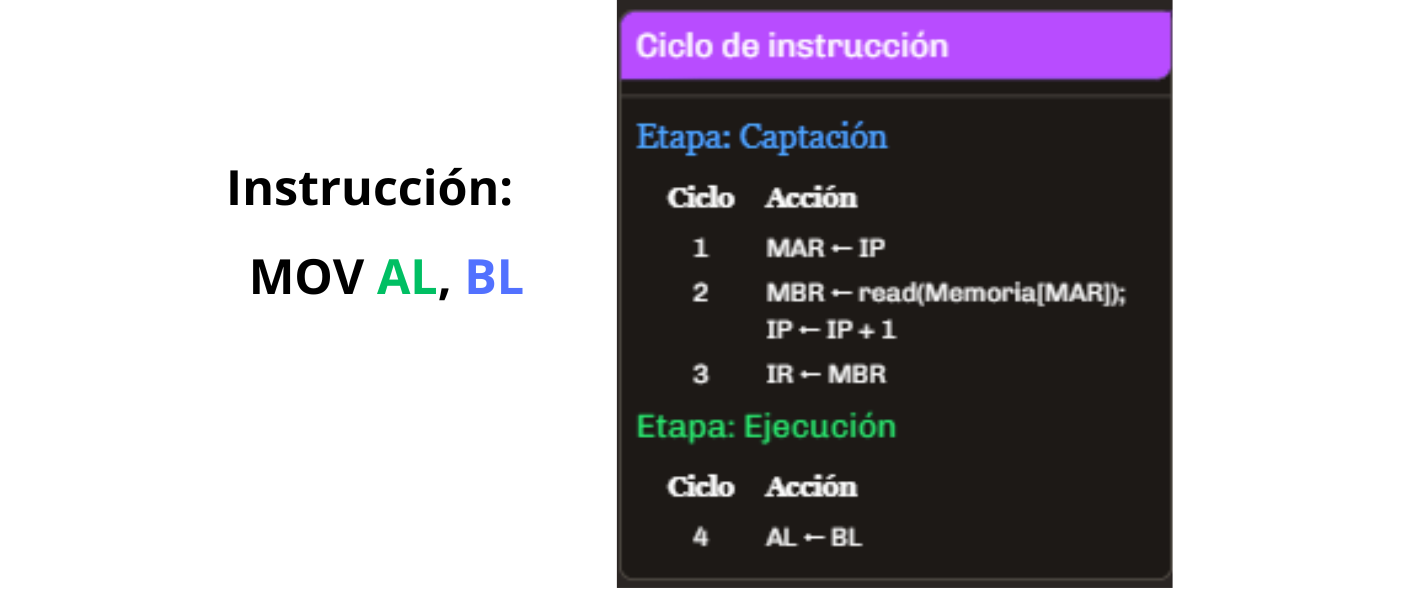 Instrucción:
MOV AL, BL
Ciclo de instrucción
Etapa: Captación
Ciclo Acción
1 MAR ← IP
2 MBR ← read(Memoria[MAR]);
IP ← IP + 1
3 IR ← MBR
Etapa: Ejecución
Ciclo Acción
4 AL ← BL